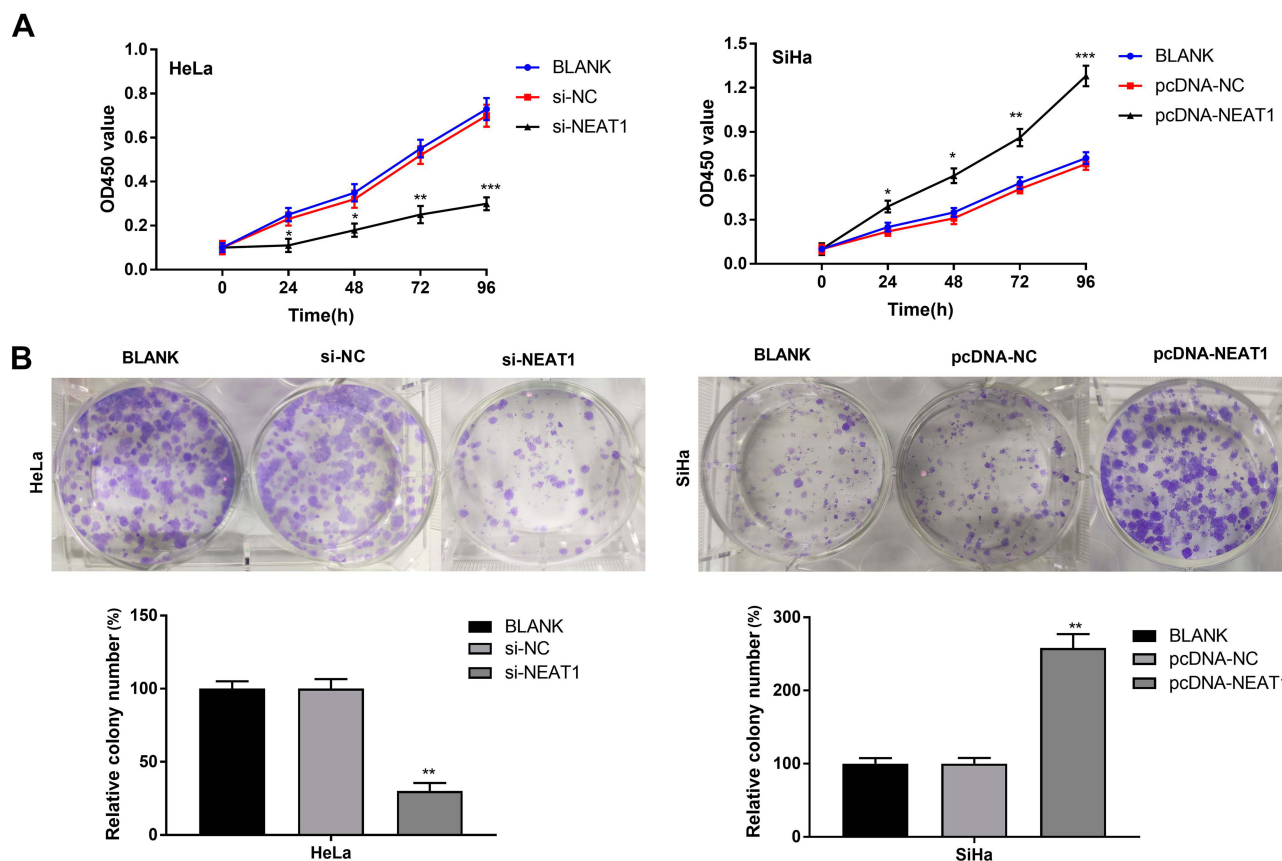 A
HeLa
OD450 value
1.0
0.8
0.6
0.4
0.2
0.0
*
*
**
***
0 24 48 72 96
Time(h)
BLANK
si-NC
si-NEAT1
SiHa
OD450 value
1.5
1.2
0.9
0.6
0.3
0.0
*
*
**
***
0 24 48 72 96
Time(h)
BLANK
pcDNA-NC
pcDNA-NEAT1
B
BLANK si-NC si-NEAT1
HeLa
BLANK pcDNA-NC pcDNA-NEAT1
SiHa
Relative colony number (%)
150
100
50
0
**
HeLa
BLANK
si-NC
si-NEAT1
Relative colony number (%)
300
200
100
0
**
SiHa
BLANK
pcDNA-NC
pcDNA-NEAT1